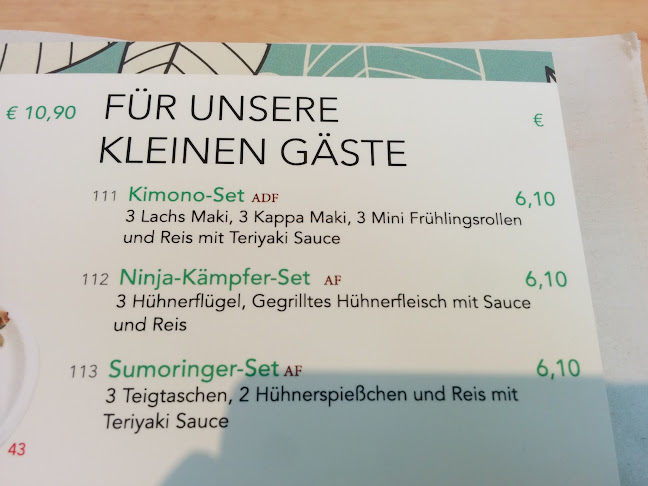 € 10,90
FÜR UNSERE
KLEINEN GÄSTE
€
111 Kimono-Set ADF 6,10
3 Lachs Maki, 3 Kappa Maki, 3 Mini Frühlingsrollen
und Reis mit Teriyaki Sauce
112 Ninja-Kämpfer-Set AF 6,10
3 Hühnerflügel, Gegrilltes Hühnerfleisch mit Sauce
und Reis
113 Sumoringer-Set AF 6,10
3 Teigtaschen, 2 Hühnerspießchen und Reis mit
Teriyaki Sauce
43